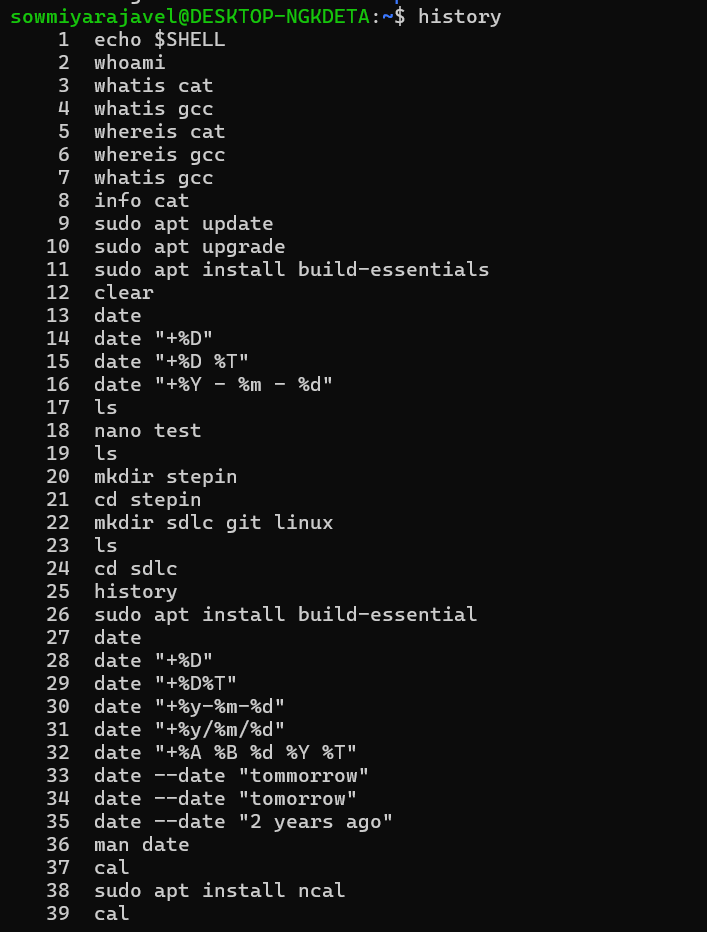 sowmiyarajavel@DESKTOP-NGKDETA:~$ history
1 echo $SHELL
2 whoami
3 whatis cat
4 whatis gcc
5 whereis cat
6 whereis gcc
7 whatis gcc
8 info cat
9 sudo apt update
10 sudo apt upgrade
11 sudo apt install build-essentials
12 clear
13 date
14 date "+%D"
15 date "+%D %T"
16 date "+%Y - %m - %d"
17 ls
18 nano test
19 ls
20 mkdir stepin
21 cd stepin
22 mkdir sdlc git linux
23 ls
24 cd sdlc
25 history
26 sudo apt install build-essential
27 date
28 date "+%D"
29 date "+%D%T"
30 date "+%y-%m-%d"
31 date "+%y/%m/%d"
32 date "+%A %B %d %Y %T"
33 date --date "tommorrow"
34 date --date "tomorrow"
35 date --date "2 years ago"
36 man date
37 cal
38 sudo apt install ncal
39 cal